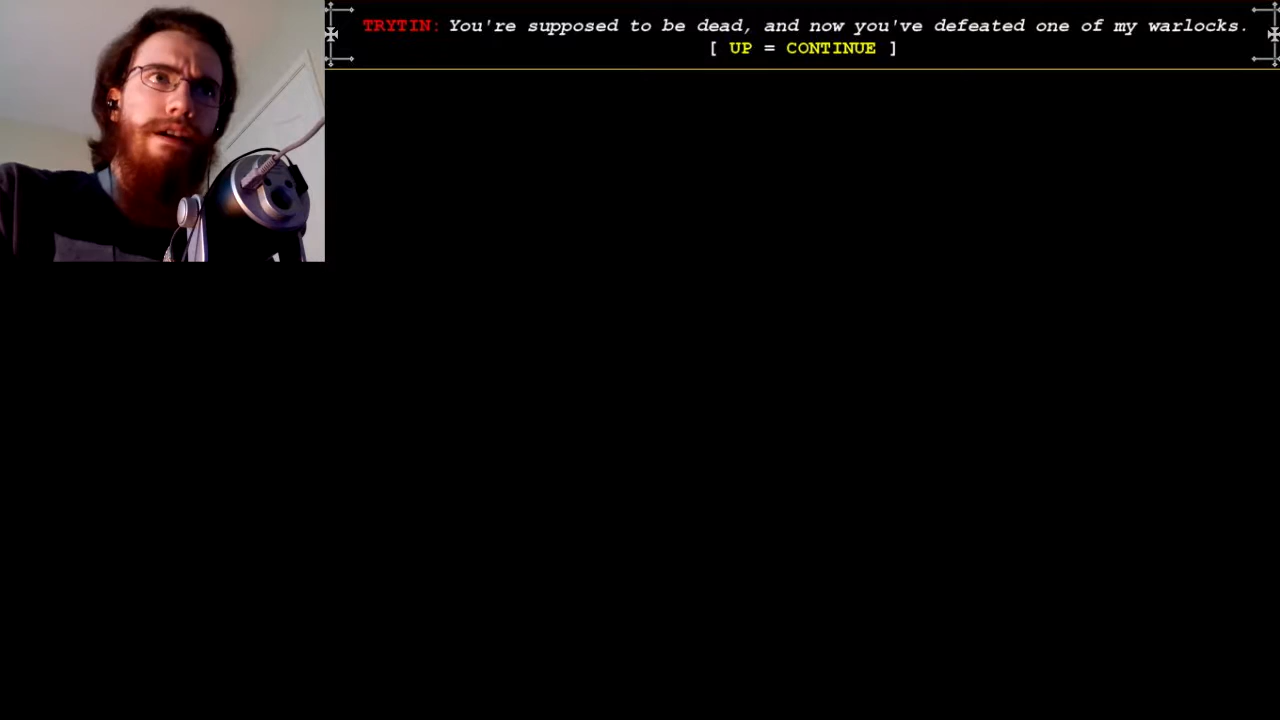 TRYTIN: You're supposed to be dead, and now you've defeated one of my warlocks.
[ UP = CONTINUE ]